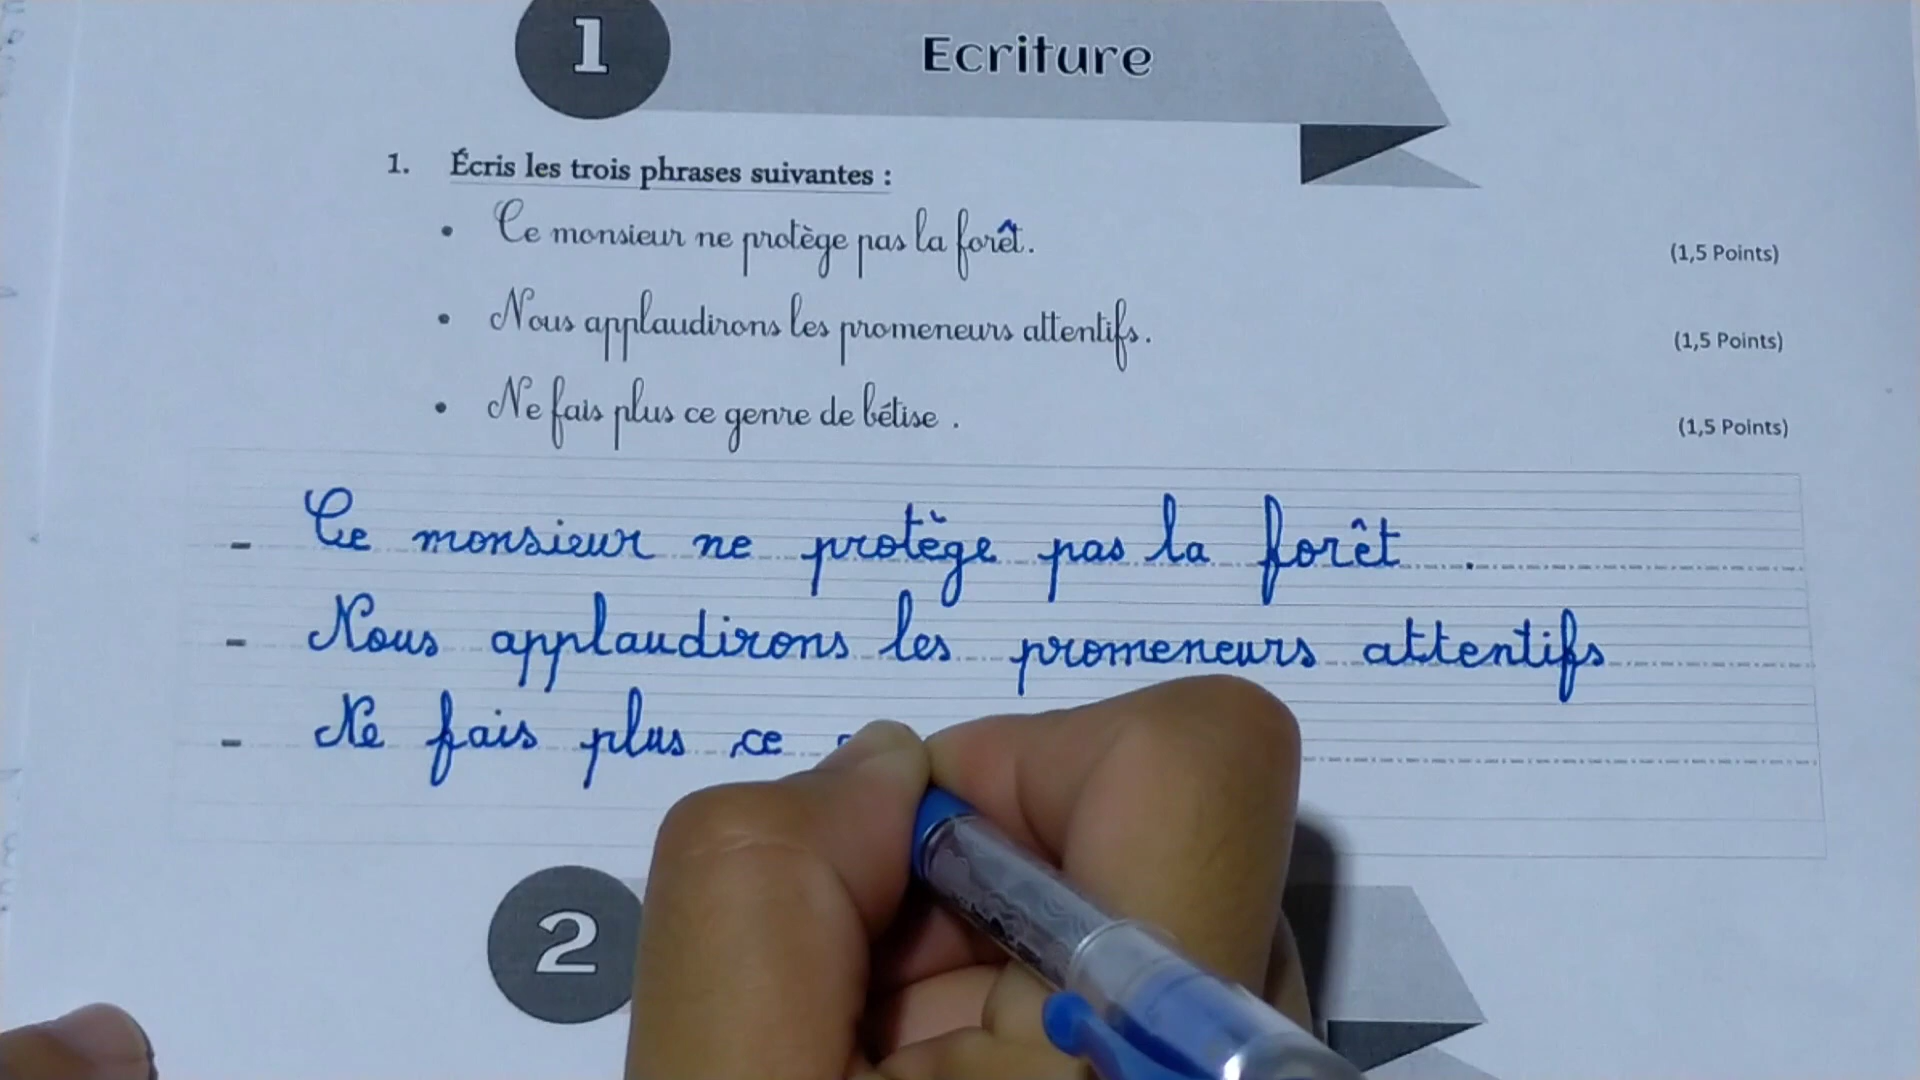 1
Ecriture
1. Écris les trois phrases suivantes :
• Ce monsieur ne protège pas la forêt. (1,5 Points)
• Nous applaudirons les promeneurs attentifs. (1,5 Points)
• Ne fais plus ce genre de bêtise . (1,5 Points)
- Ce monsieur ne protège pas la forêt .
- Nous applaudirons les promeneurs attentifs
- Ne fais plus ce
2